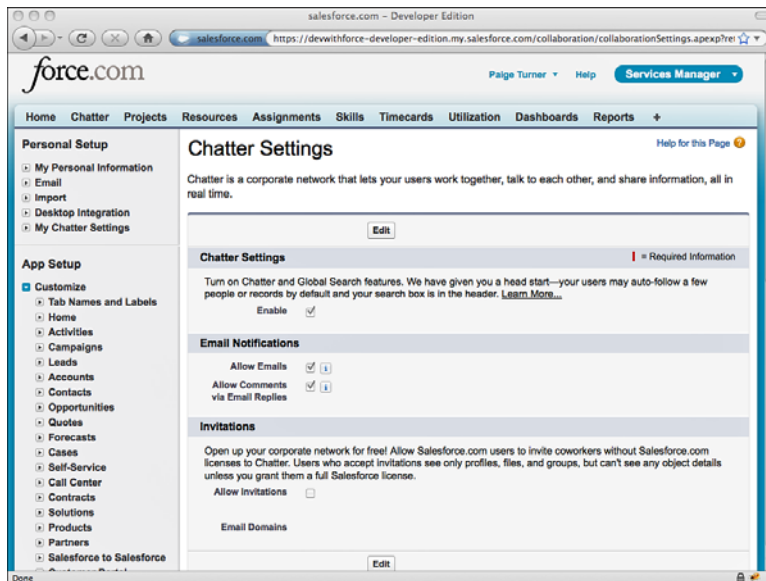 salesforce.com – Developer Edition
salesforce.com https://devwithforce-developer-edition.my.salesforce.com/collaboration/collaborationSettings.apexp?re
force.com
Paige Turner Help Services Manager
Home Chatter Projects Resources Assignments Skills Timecards Utilization Dashboards Reports +
Personal Setup
My Personal Information
Email
Import
Desktop Integration
My Chatter Settings
App Setup
Customize
Tab Names and Labels
Home
Activities
Campaigns
Leads
Accounts
Contacts
Opportunities
Quotes
Forecasts
Cases
Self-Service
Call Center
Contracts
Solutions
Products
Partners
Salesforce to Salesforce
Chatter Settings
Help for this Page ?
Chatter is a corporate network that lets your users work together, talk to each other, and share information, all in
real time.
Edit
Chatter Settings
= Required Information
Turn on Chatter and Global Search features. We have given you a head start—your users may auto-follow a few
people or records by default and your search box is in the header. Learn More...
Enable
Email Notifications
Allow Emails i
Allow Comments i
via Email Replies
Invitations
Open up your corporate network for free! Allow Salesforce.com users to invite coworkers without Salesforce.com
licenses to Chatter. Users who accept invitations see only profiles, files, and groups, but can't see any object details
unless you grant them a full Salesforce license.
Allow Invitations
Email Domains
Edit
Done